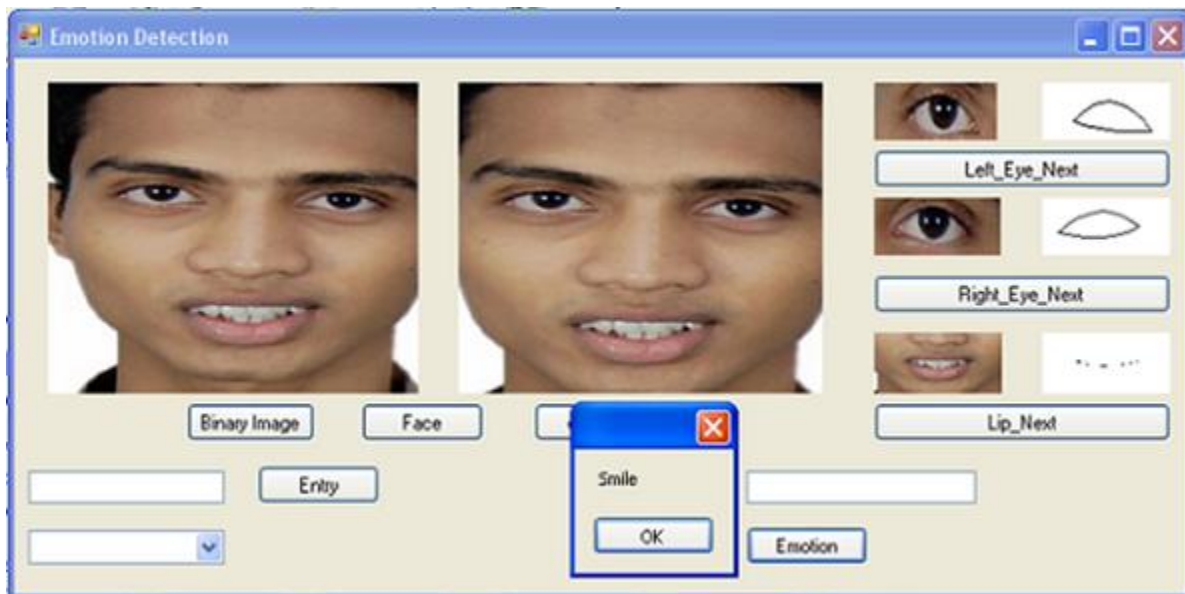 Emotion Detection
Left_Eye_Next
Right_Eye_Next
Binary Image
Face
Lip_Next
Entry
Smile
OK
Emotion